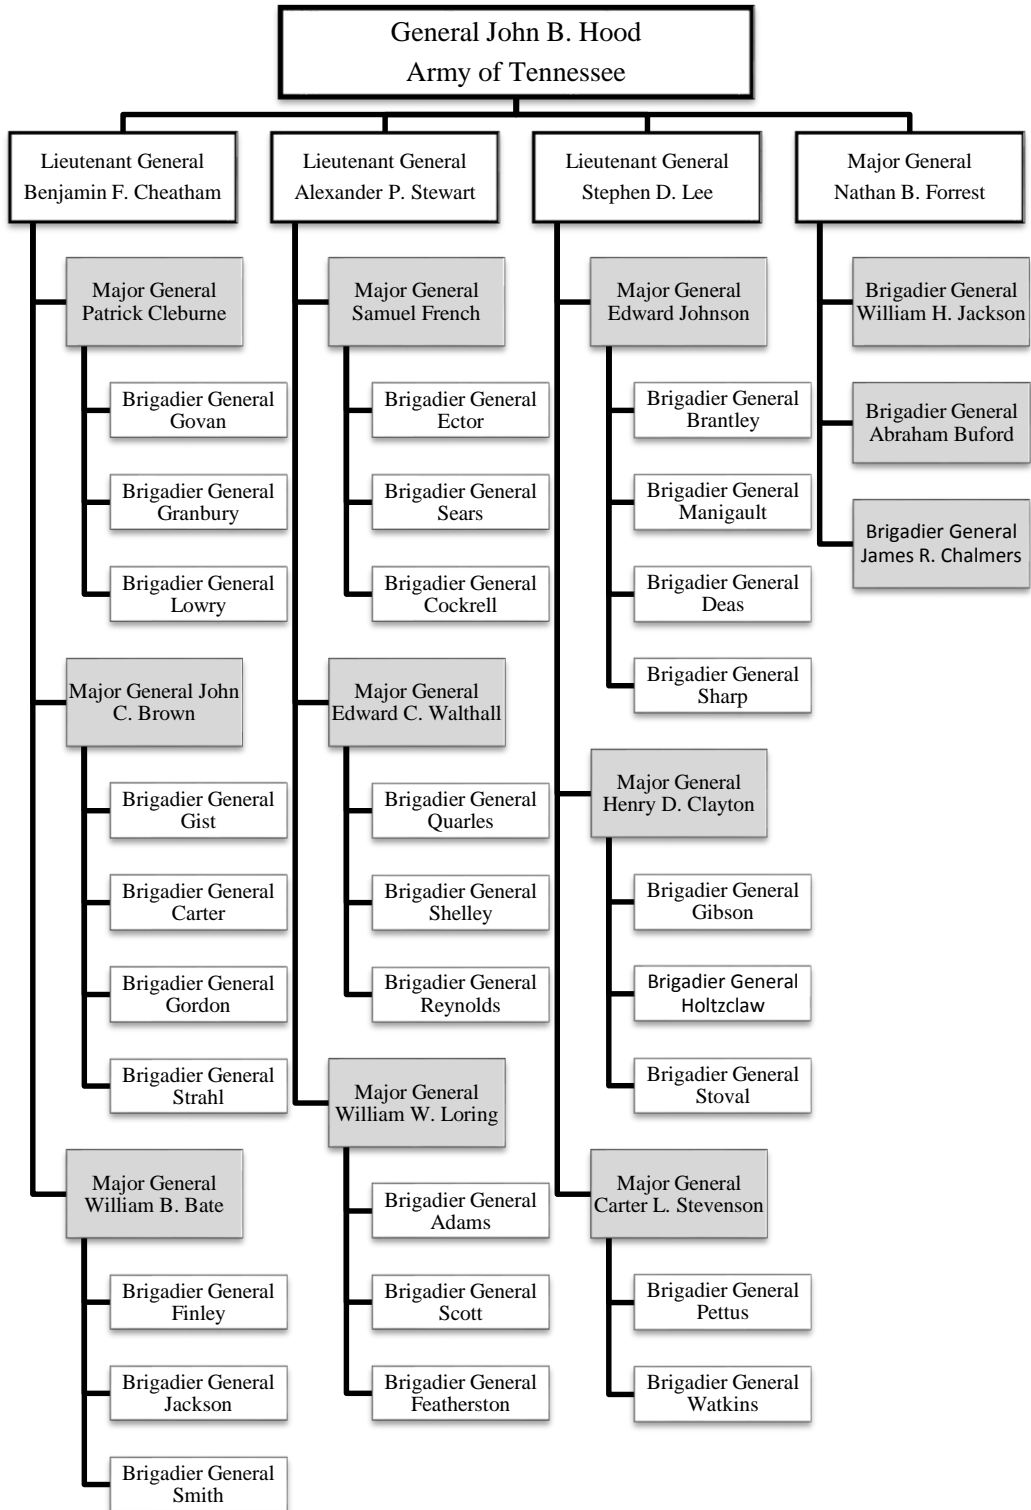 General John B. Hood
Army of Tennessee
Lieutenant General
Benjamin F. Cheatham
Major General
Patrick Cleburne
Brigadier General
Govan
Brigadier General
Granbury
Brigadier General
Lowry
Major General John
C. Brown
Brigadier General
Gist
Brigadier General
Carter
Brigadier General
Gordon
Brigadier General
Strahl
Major General
William B. Bate
Brigadier General
Finley
Brigadier General
Jackson
Brigadier General
Smith
Lieutenant General
Alexander P. Stewart
Major General
Samuel French
Brigadier General
Ector
Brigadier General
Sears
Brigadier General
Cockrell
Major General
Edward C. Walthall
Brigadier General
Quarles
Brigadier General
Shelley
Brigadier General
Reynolds
Major General
William W. Loring
Brigadier General
Adams
Brigadier General
Scott
Brigadier General
Featherston
Lieutenant General
Stephen D. Lee
Major General
Edward Johnson
Brigadier General
Brantley
Brigadier General
Manigault
Brigadier General
Deas
Brigadier General
Sharp
Major General
Henry D. Clayton
Brigadier General
Gibson
Brigadier General
Holtzclaw
Brigadier General
Stoval
Major General
Carter L. Stevenson
Brigadier General
Pettus
Brigadier General
Watkins
Major General
Nathan B. Forrest
Brigadier General
William H. Jackson
Brigadier General
Abraham Buford
Brigadier General
James R. Chalmers